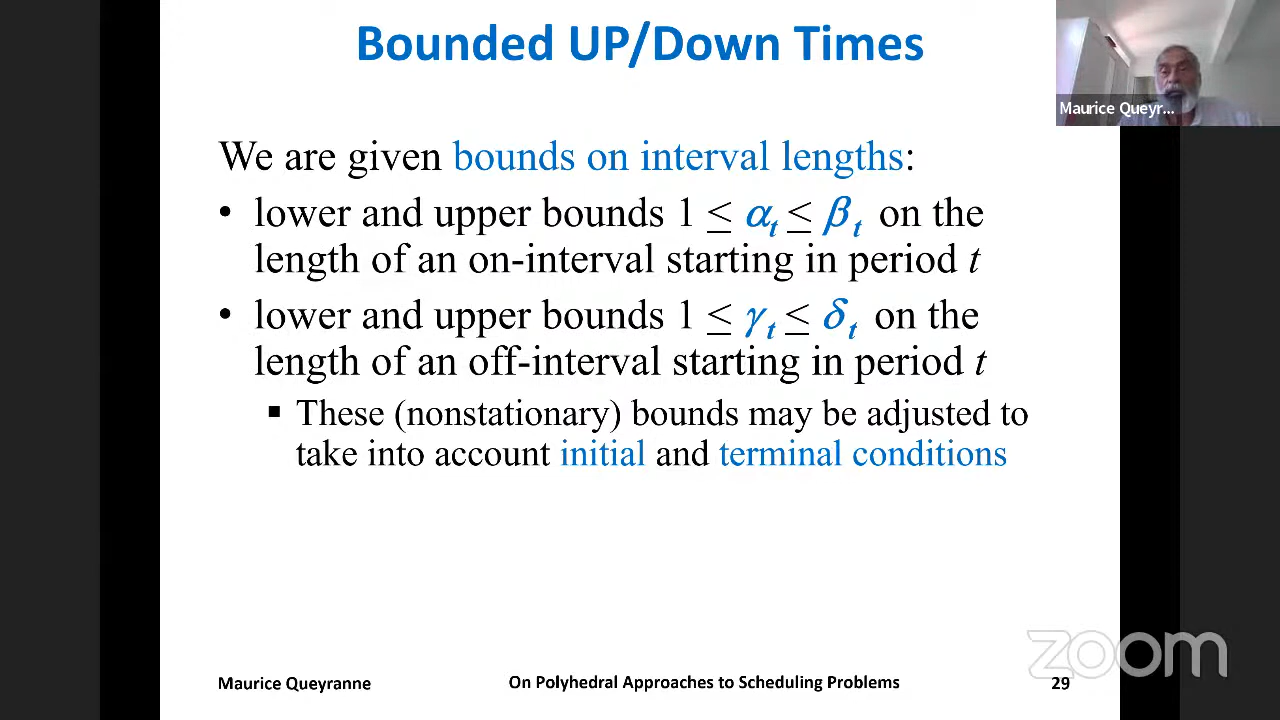 Bounded UP/Down Times
Maurice Queyr...
We are given bounds on interval lengths:
• lower and upper bounds 1 ≤ αt ≤ βt on the
length of an on-interval starting in period t
• lower and upper bounds 1 ≤ γt ≤ δt on the
length of an off-interval starting in period t
▪ These (nonstationary) bounds may be adjusted to
take into account initial and terminal conditions
zoom
Maurice Queyranne
On Polyhedral Approaches to Scheduling Problems
29